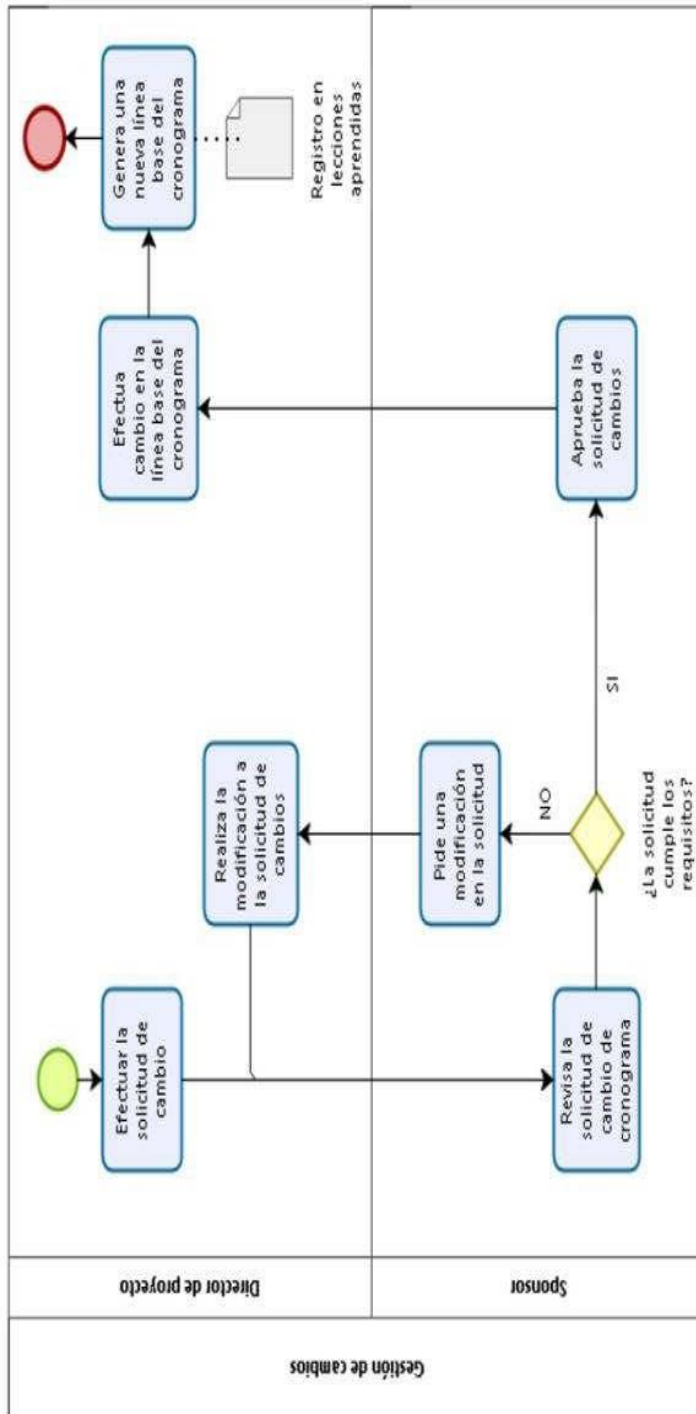 Gestión de cambios
Director de proyecto
Sponsor
Efectuar la
solicitud de
cambio
Revisa la
solicitud de
cambio de
cronograma
¿La solicitud
cumple los
requisitos?
NO
Pide una
modificación
en la solicitud
Realiza la
modificación a
la solicitud de
cambios
SI
Aprueba la
solicitud de
cambios
Efectua
cambio en la
línea base del
cronograma
Genera una
nueva línea
base del
cronograma
Registro en
lecciones
aprendidas